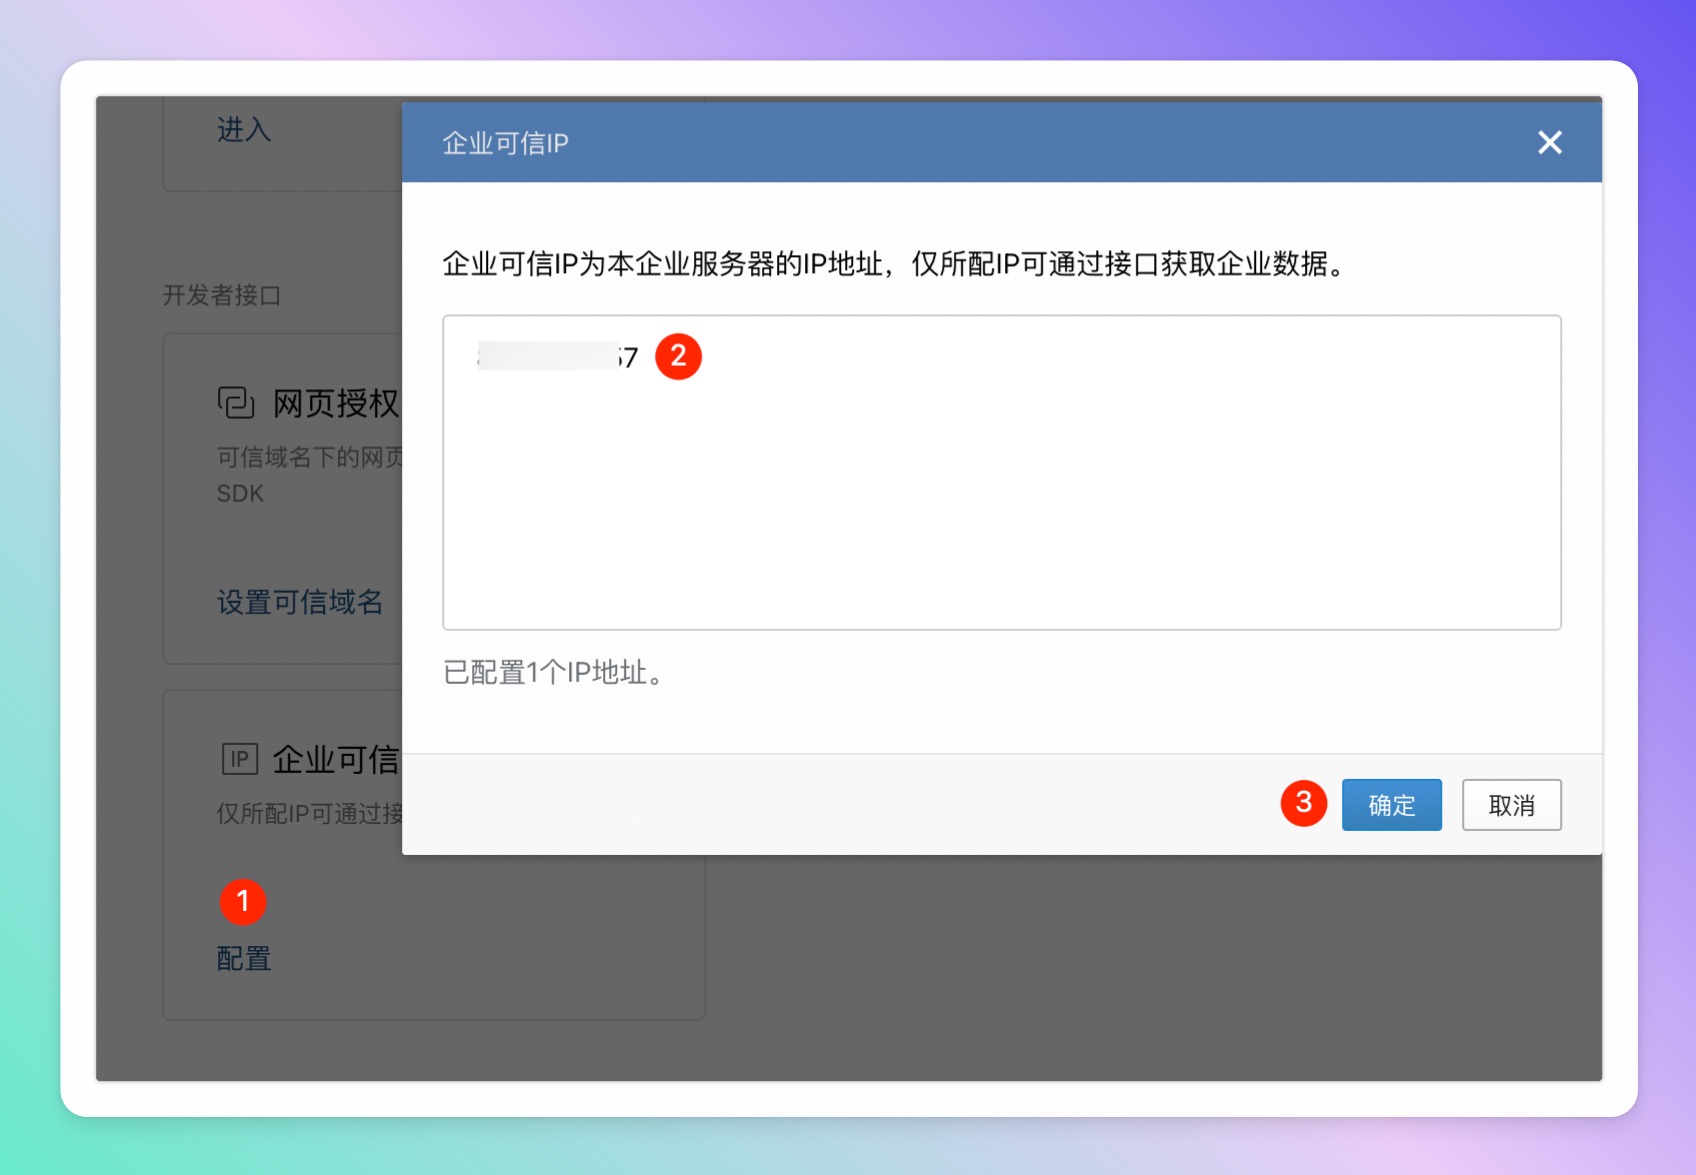 进入
开发者接口
网页授权
可信域名下的网页
SDK
设置可信域名
IP 企业可信
仅所配IP可通过接
1
配置
企业可信IP
企业可信IP为本企业服务器的IP地址，仅所配IP可通过接口获取企业数据。
7 2
已配置1个IP地址。
3 确定 取消